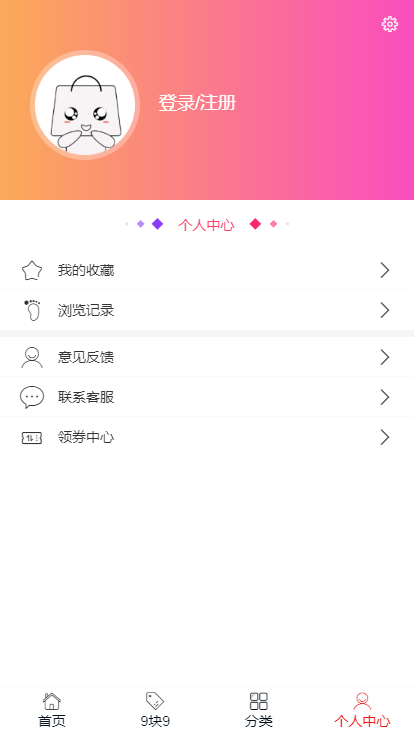 登录/注册
个人中心
我的收藏
浏览记录
意见反馈
联系客服
领券中心
首页
9块9
分类
个人中心